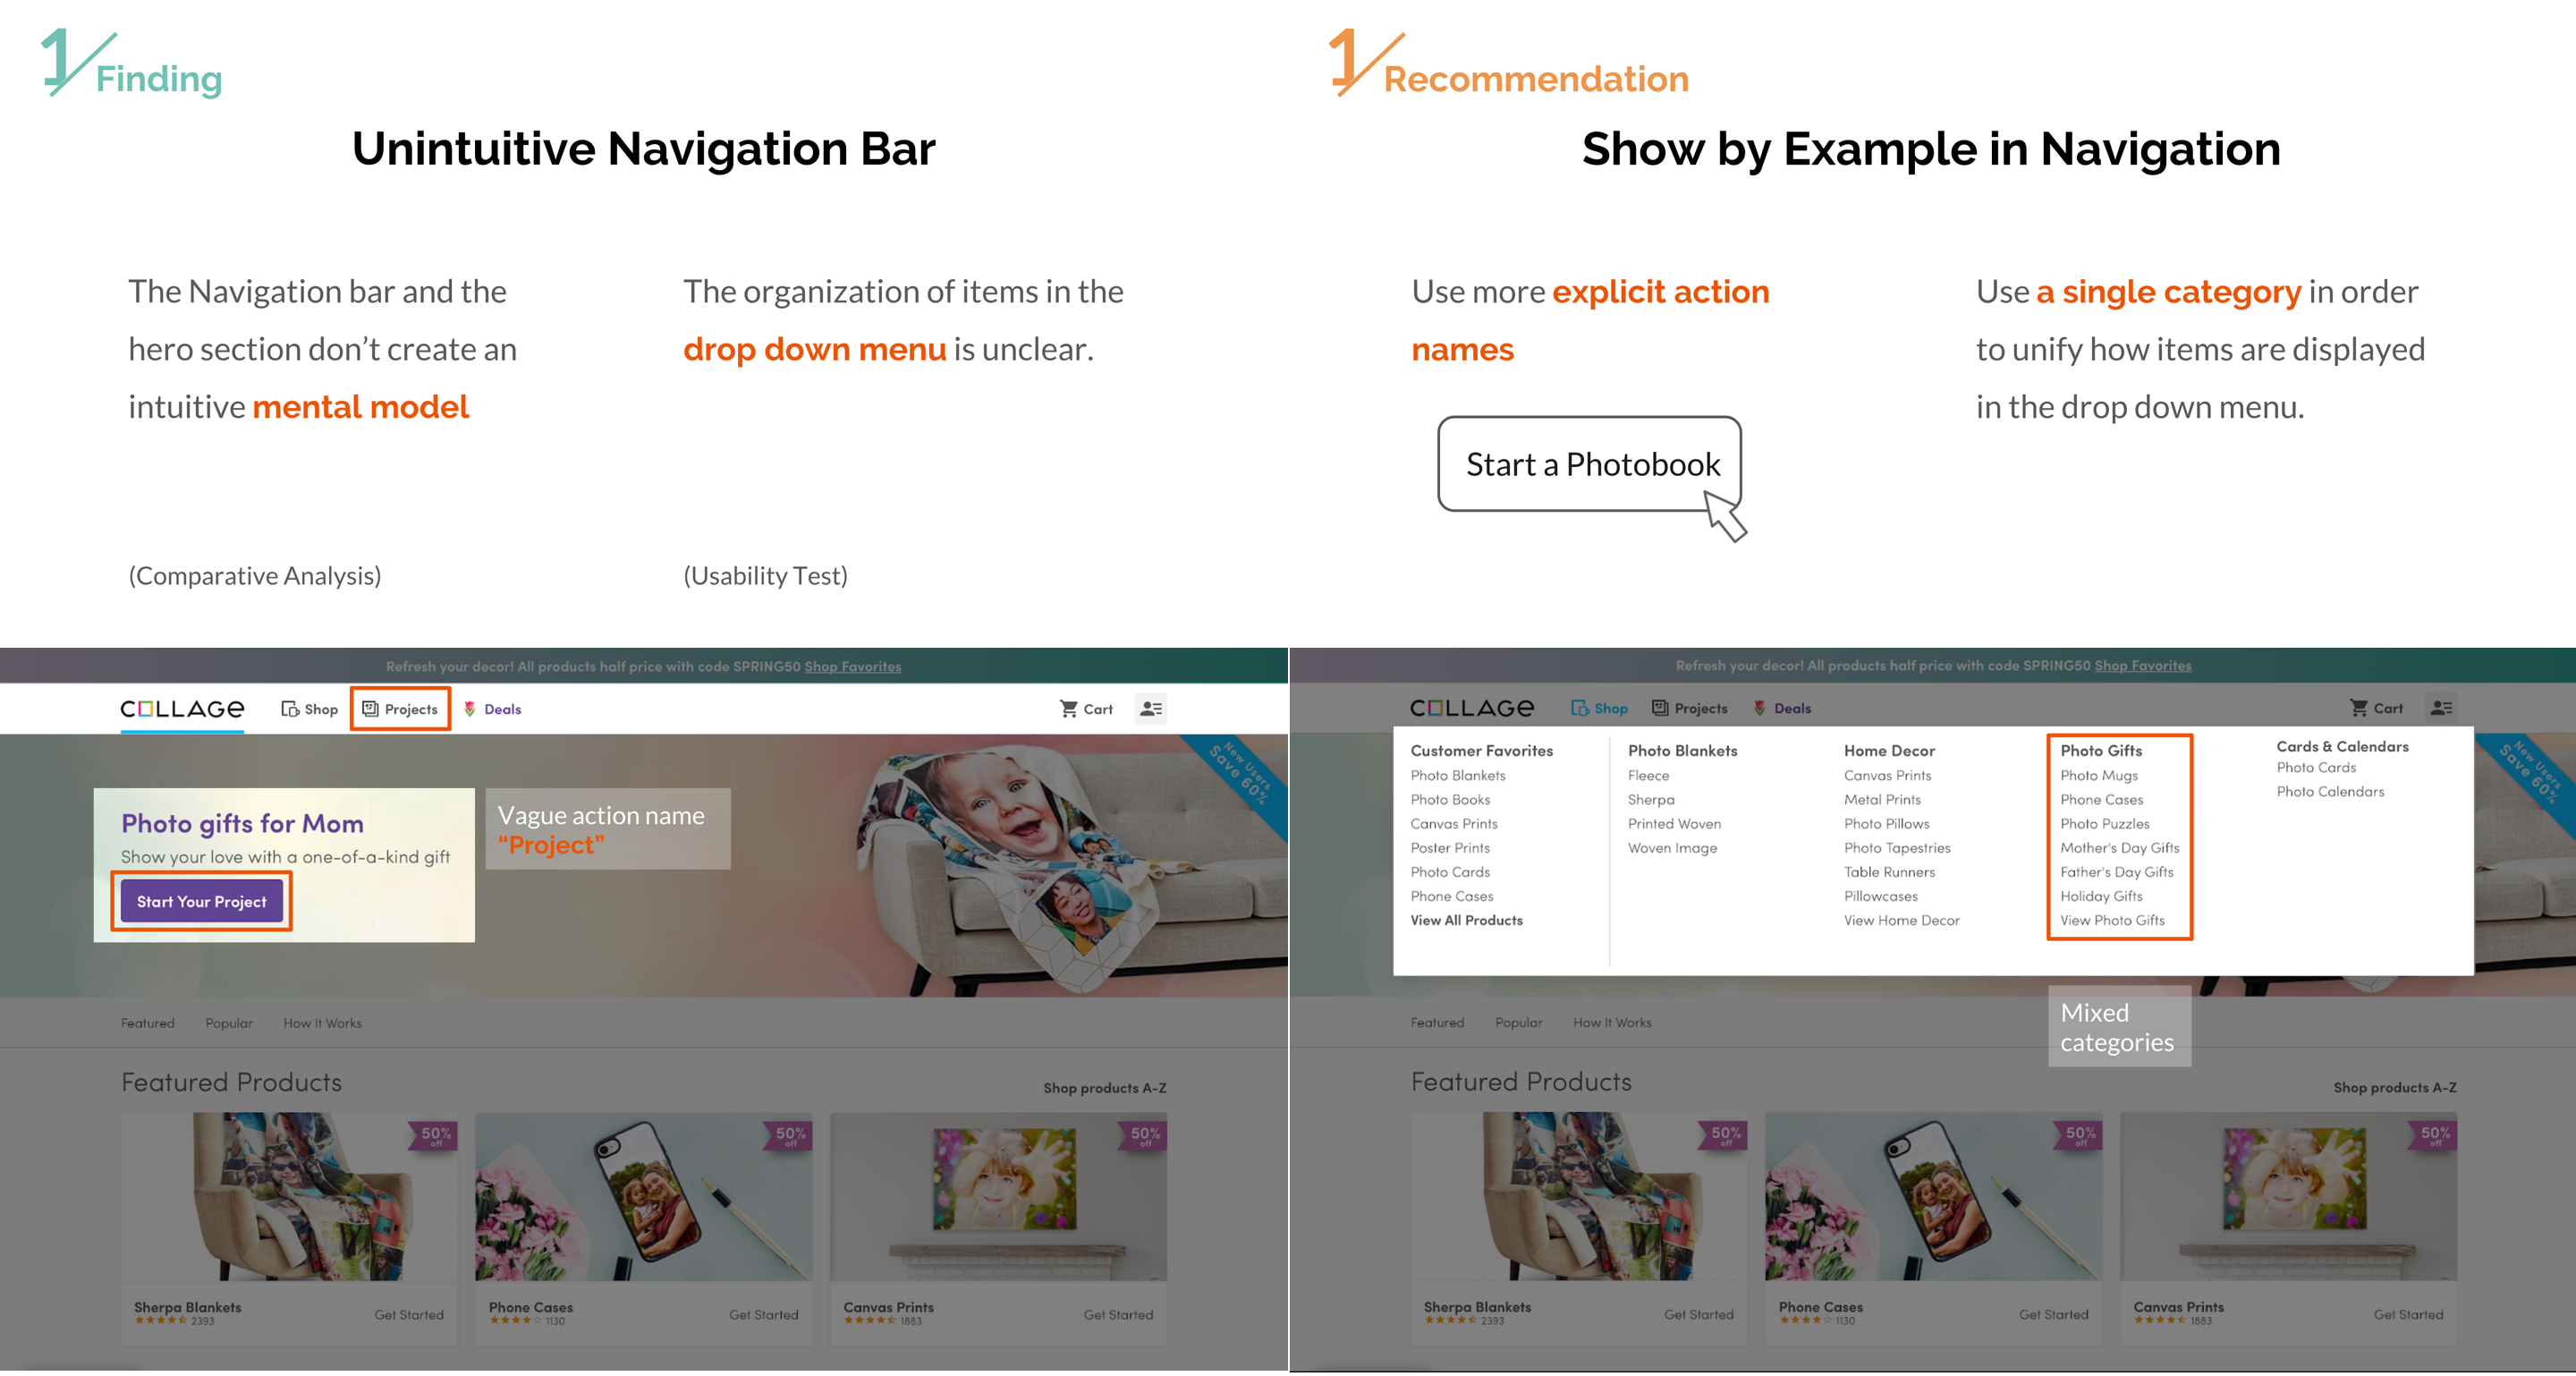 1/Finding
Unintuitive Navigation Bar
The Navigation bar and the
hero section don’t create an
intuitive mental model
(Comparative Analysis)
The organization of items in the
drop down menu is unclear.
(Usability Test)
1/Recommendation
Show by Example in Navigation
Use more explicit action
names
Start a Photobook
Use a single category in order
to unify how items are displayed
in the drop down menu.
Refresh your decor! All products half price with code SPRING50 Shop Favorites
COLLAGE Shop Projects Deals Cart
New Users
Save 60%
Photo gifts for Mom
Show your love with a one-of-a-kind gift
Start Your Project
Vague action name
“Project”
Featured Popular How It Works
Featured Products
Shop products A-Z
50%
off
50%
off
50%
off
Sherpa Blankets
2393
Get Started
Phone Cases
1130
Get Started
Canvas Prints
1883
Get Started
Refresh your decor! All products half price with code SPRING50 Shop Favorites
COLLAGE Shop Projects Deals Cart
New Users
Save 60%
Customer Favorites
Photo Blankets
Photo Books
Canvas Prints
Poster Prints
Photo Cards
Phone Cases
View All Products
Photo Blankets
Fleece
Sherpa
Printed Woven
Woven Image
Home Decor
Canvas Prints
Metal Prints
Photo Pillows
Photo Tapestries
Table Runners
Pillowcases
View Home Decor
Photo Gifts
Photo Mugs
Phone Cases
Photo Puzzles
Mother's Day Gifts
Father's Day Gifts
Holiday Gifts
View Photo Gifts
Cards & Calendars
Photo Cards
Photo Calendars
Mixed
categories
Featured Popular How It Works
Featured Products
Shop products A-Z
50%
off
50%
off
50%
off
Sherpa Blankets
2393
Get Started
Phone Cases
1130
Get Started
Canvas Prints
1883
Get Started